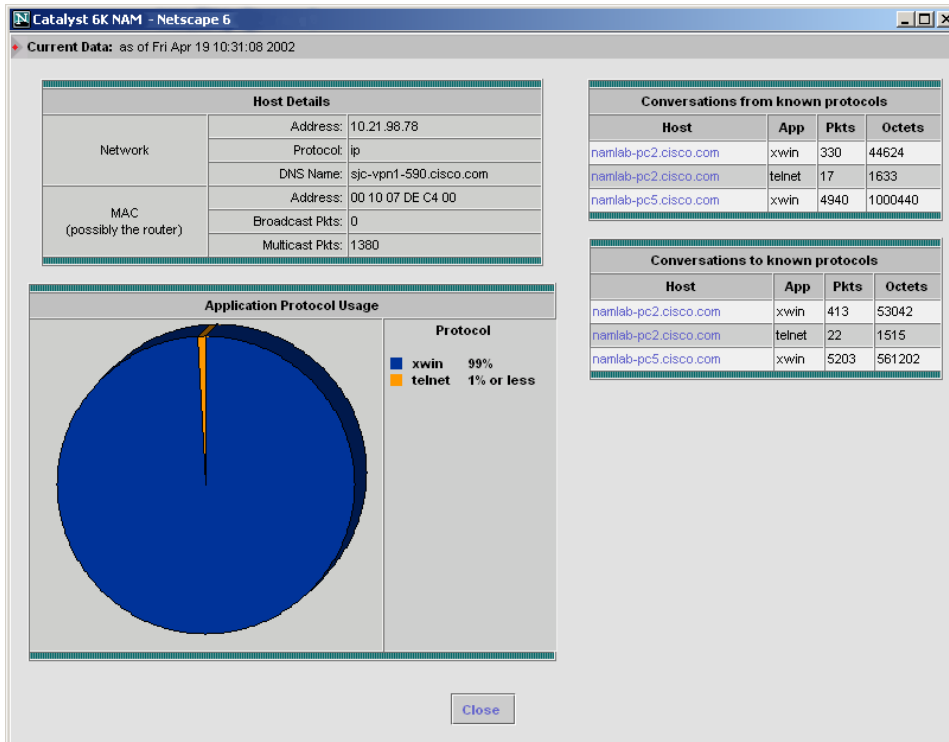 N Catalyst 6K NAM - Netscape 6
Current Data: as of Fri Apr 19 10:31:08 2002
Host Details
Network
Address: 10.21.98.78
Protocol: ip
DNS Name: sjc-vpn1-590.cisco.com
MAC
(possibly the router)
Address: 00 10 07 DE C4 00
Broadcast Pkts: 0
Multicast Pkts: 1380
Application Protocol Usage
Protocol
xwin 99%
telnet 1% or less
Conversations from known protocols
Host App Pkts Octets
namlab-pc2.cisco.com xwin 330 44624
namlab-pc2.cisco.com telnet 17 1633
namlab-pc5.cisco.com xwin 4940 1000440
Conversations to known protocols
Host App Pkts Octets
namlab-pc2.cisco.com xwin 413 53042
namlab-pc2.cisco.com telnet 22 1515
namlab-pc5.cisco.com xwin 5203 561202
Close